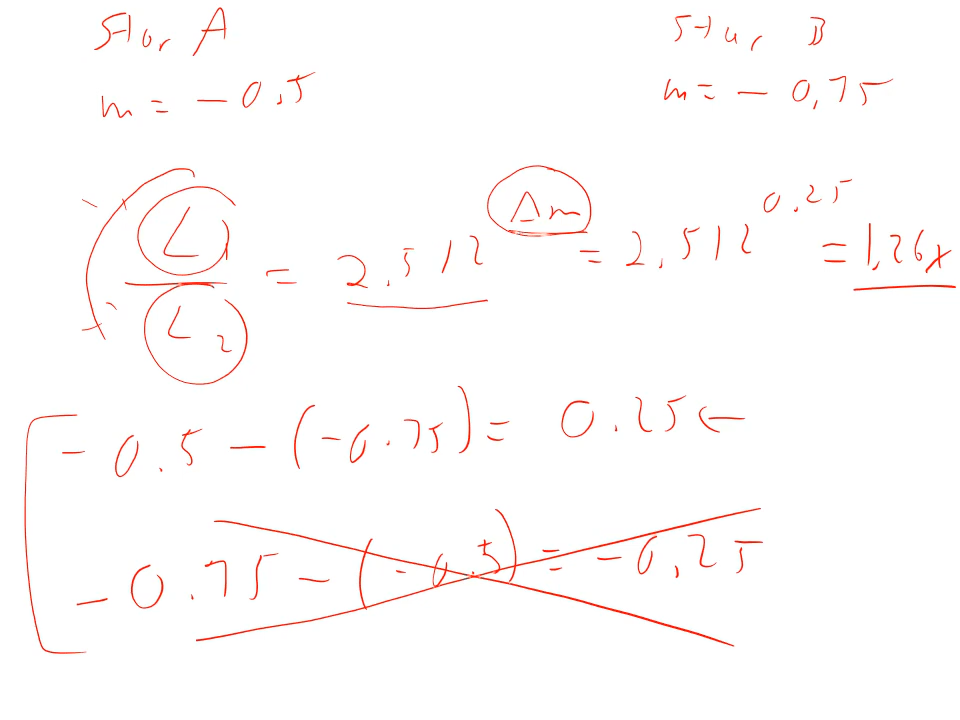 Star A
Star B
m = - 0.5
m = - 0.75
L1 / L2 = 2.512^Δm = 2.512^0.25 = 1.26x
- 0.5 - (-0.75) = 0.25 ←
- 0.75 - (-0.5) = -0.25